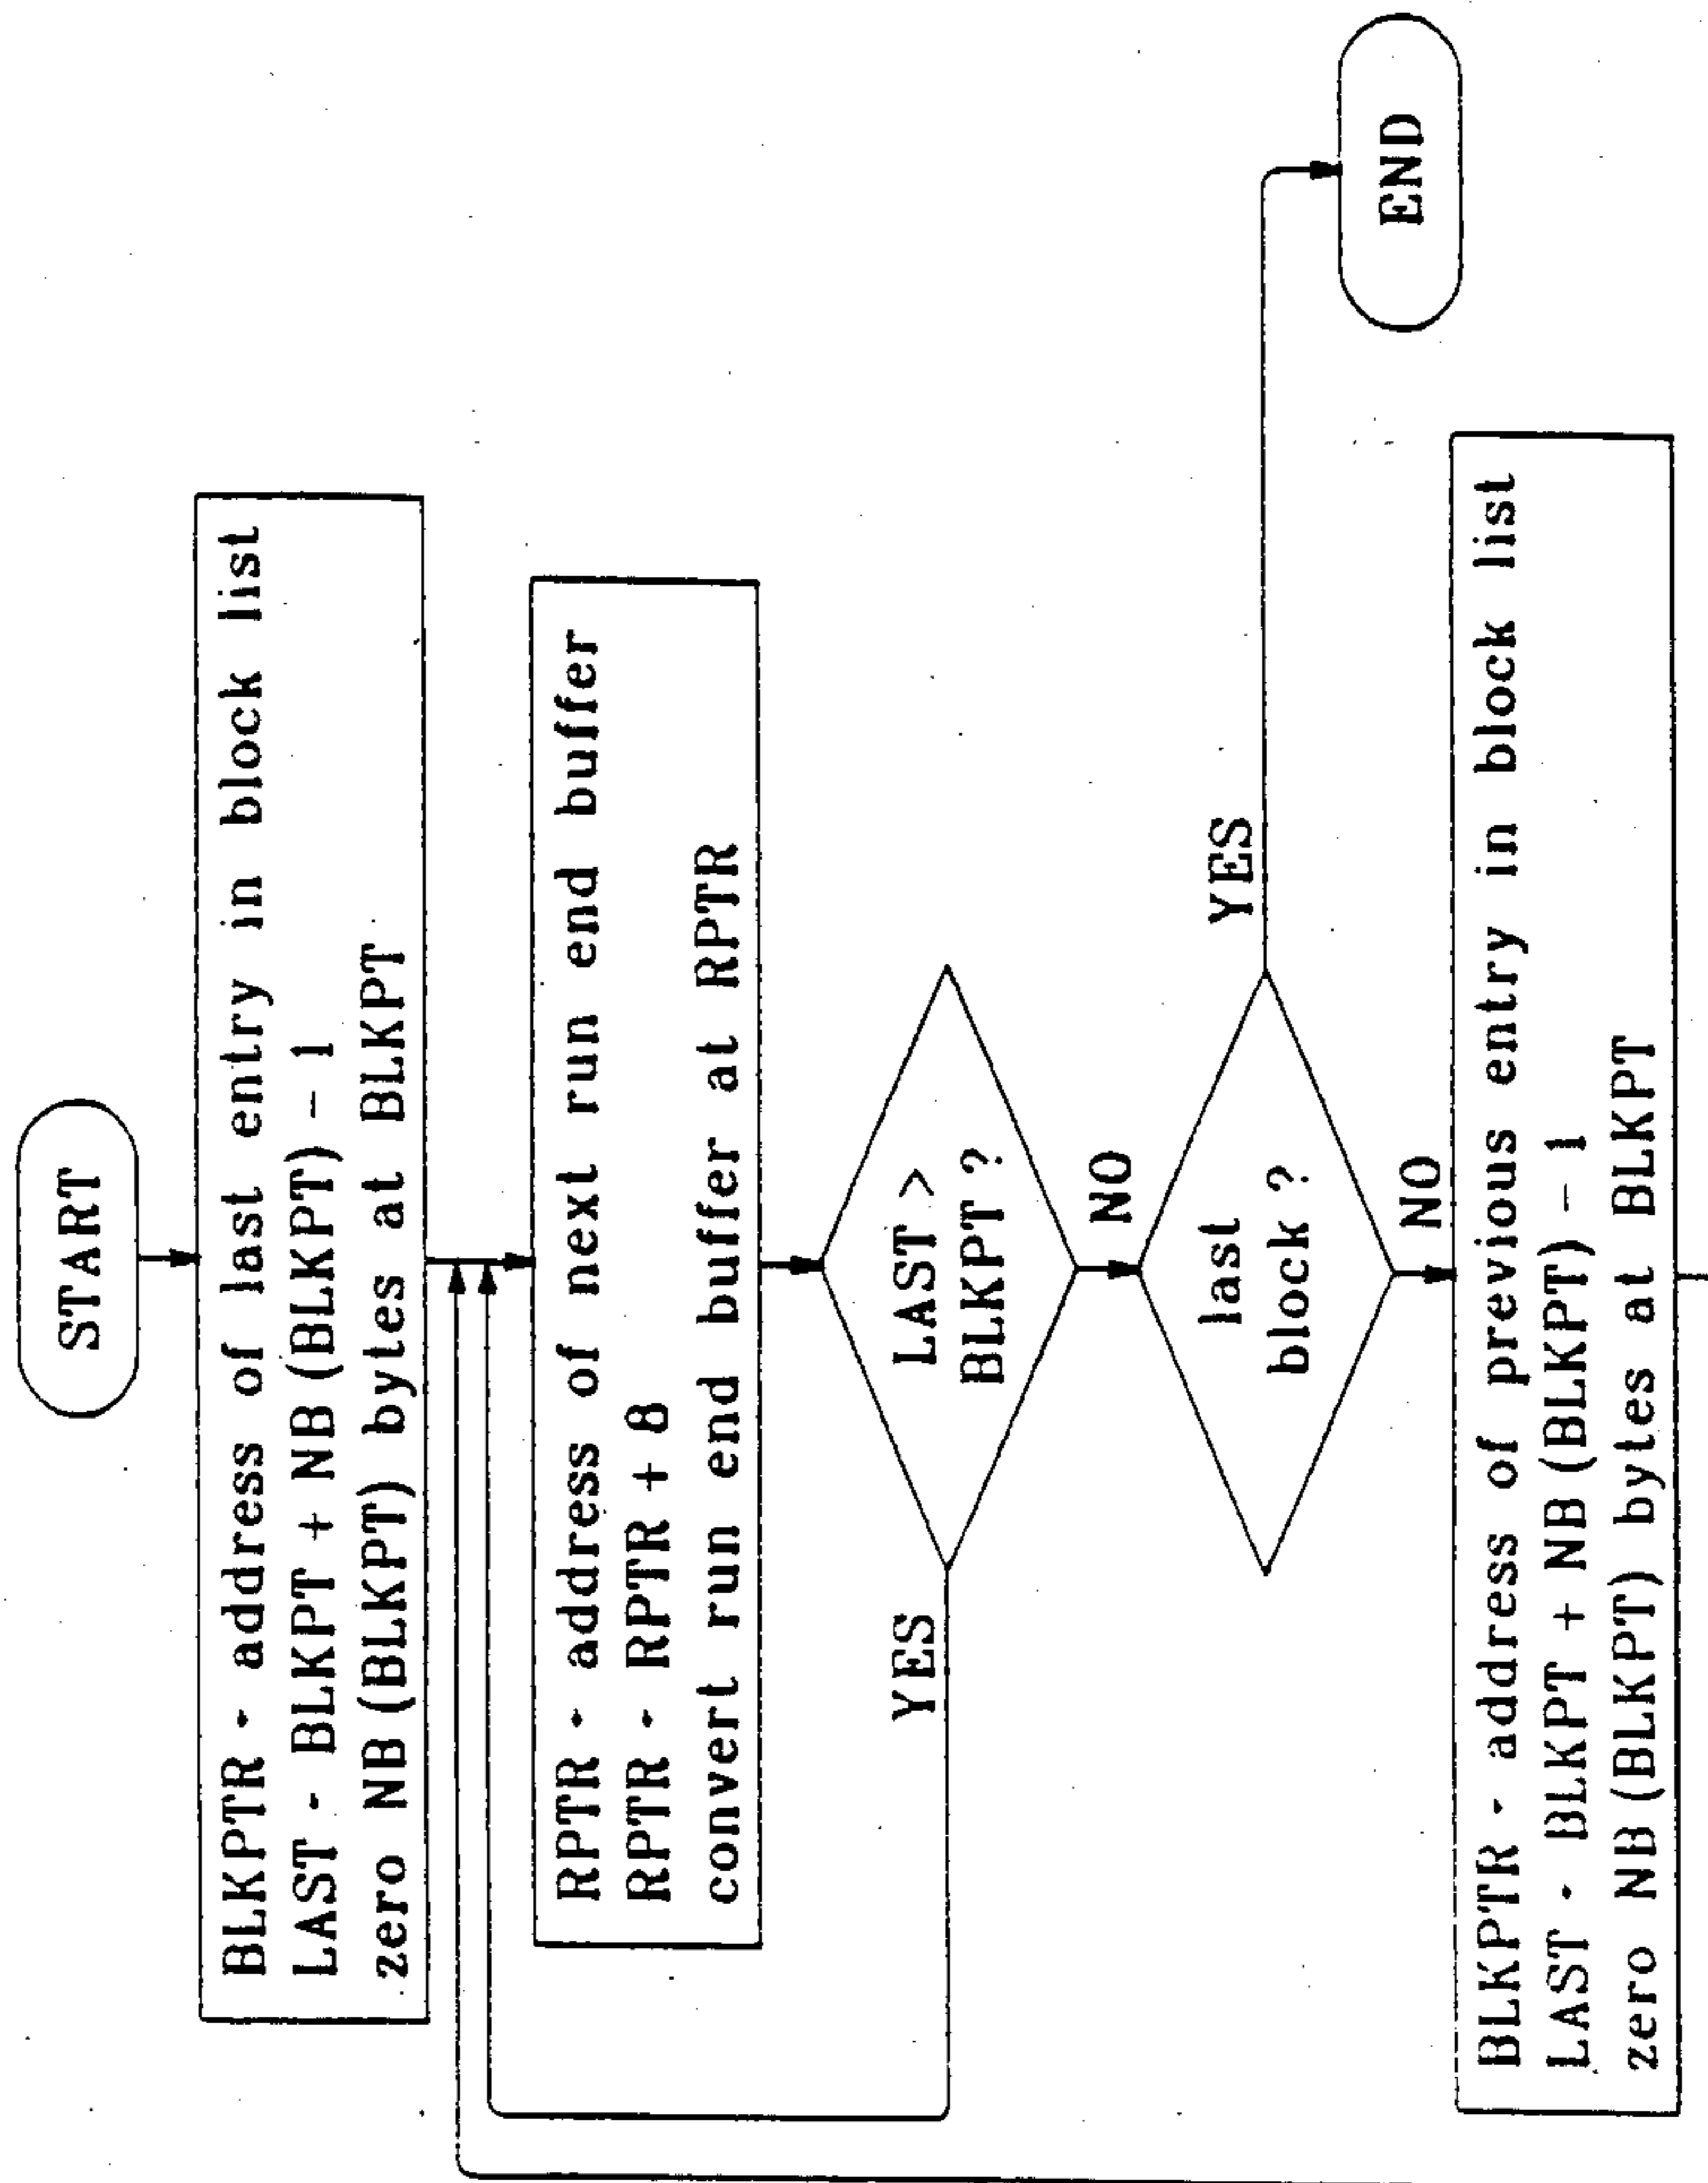 START
BLKPTR - address of last entry in block list
LAST - BLKPT + NB (BLKPT) - 1
zero NB (BLKPT) bytes at BLKPT
RPTR - address of next run end buffer
RPTR - RPTR + 8
convert run end buffer at RPTR
LAST >
BLKPT ?
YES
NO
last
block ?
YES
NO
END
BLKPTR - address of previous entry in block list
LAST - BLKPT + NB (BLKPT) - 1
zero NB (BLKPT) bytes at BLKPT